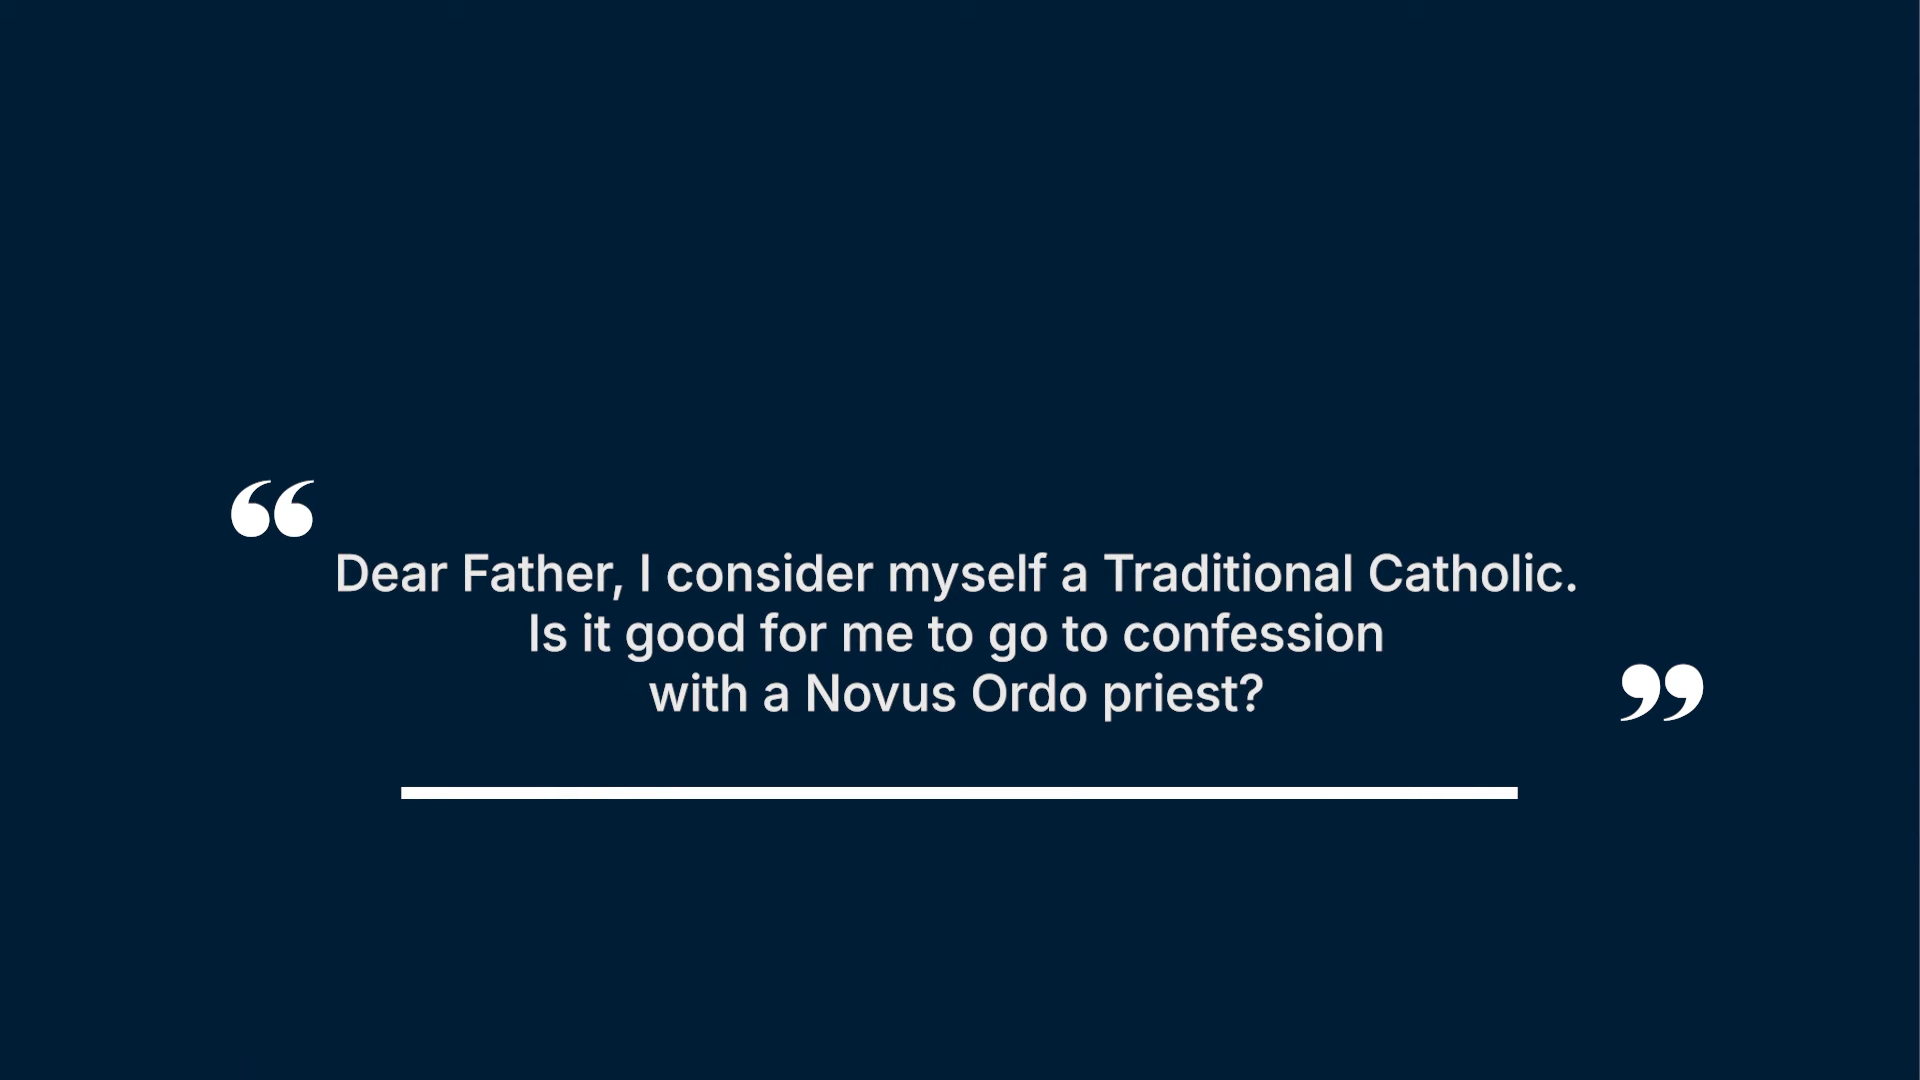 “
Dear Father, I consider myself a Traditional Catholic.
Is it good for me to go to confession
with a Novus Ordo priest?
”